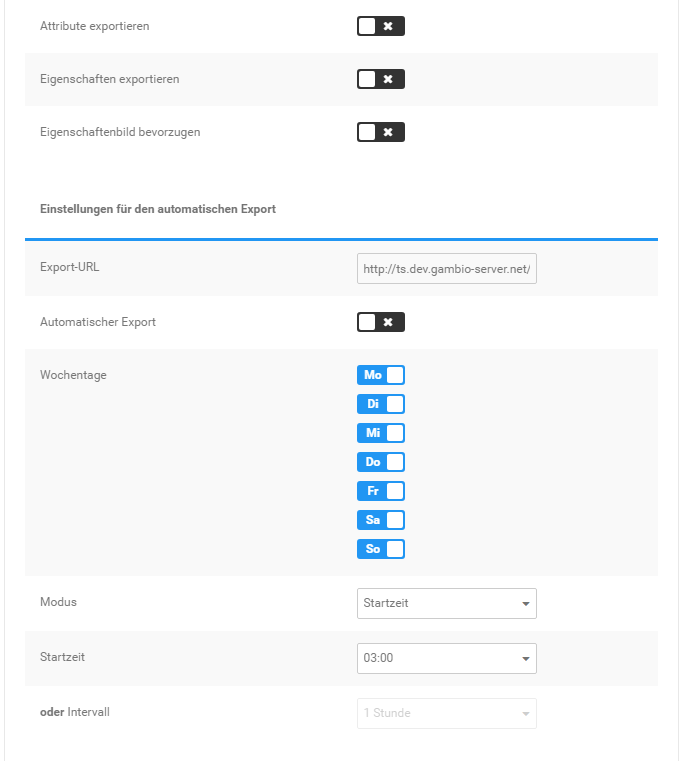 Attribute exportieren
Eigenschaften exportieren
Eigenschaftenbild bevorzugen
Einstellungen für den automatischen Export
Export-URL http://ts.dev.gambio-server.net/
Automatischer Export
Wochentage Mo
Di
Mi
Do
Fr
Sa
So
Modus Startzeit
Startzeit 03:00
oder Intervall 1 Stunde